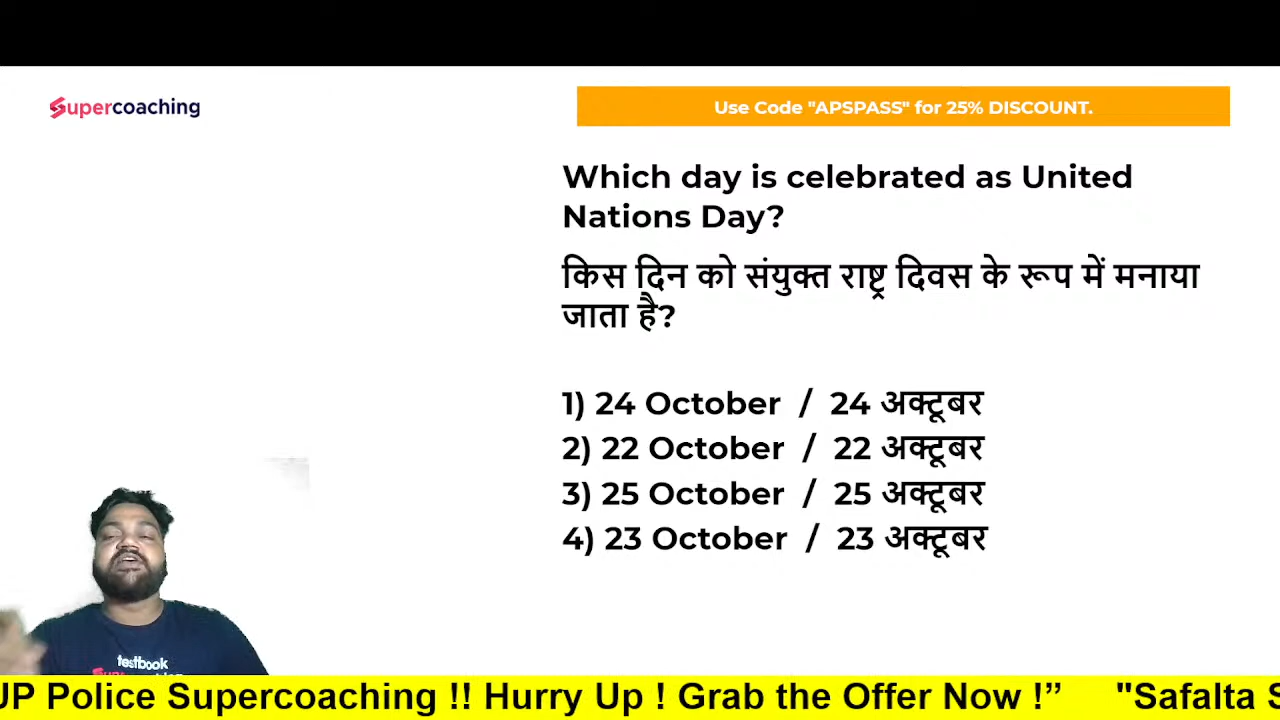 Supercoaching
Use Code "APSPASS" for 25% DISCOUNT.
Which day is celebrated as United
Nations Day?
किस दिन को संयुक्त राष्ट्र दिवस के रूप में मनाया
जाता है?
1) 24 October / 24 अक्टूबर
2) 22 October / 22 अक्टूबर
3) 25 October / 25 अक्टूबर
4) 23 October / 23 अक्टूबर
testbook
UP Police Supercoaching !! Hurry Up ! Grab the Offer Now !” "Safalta S